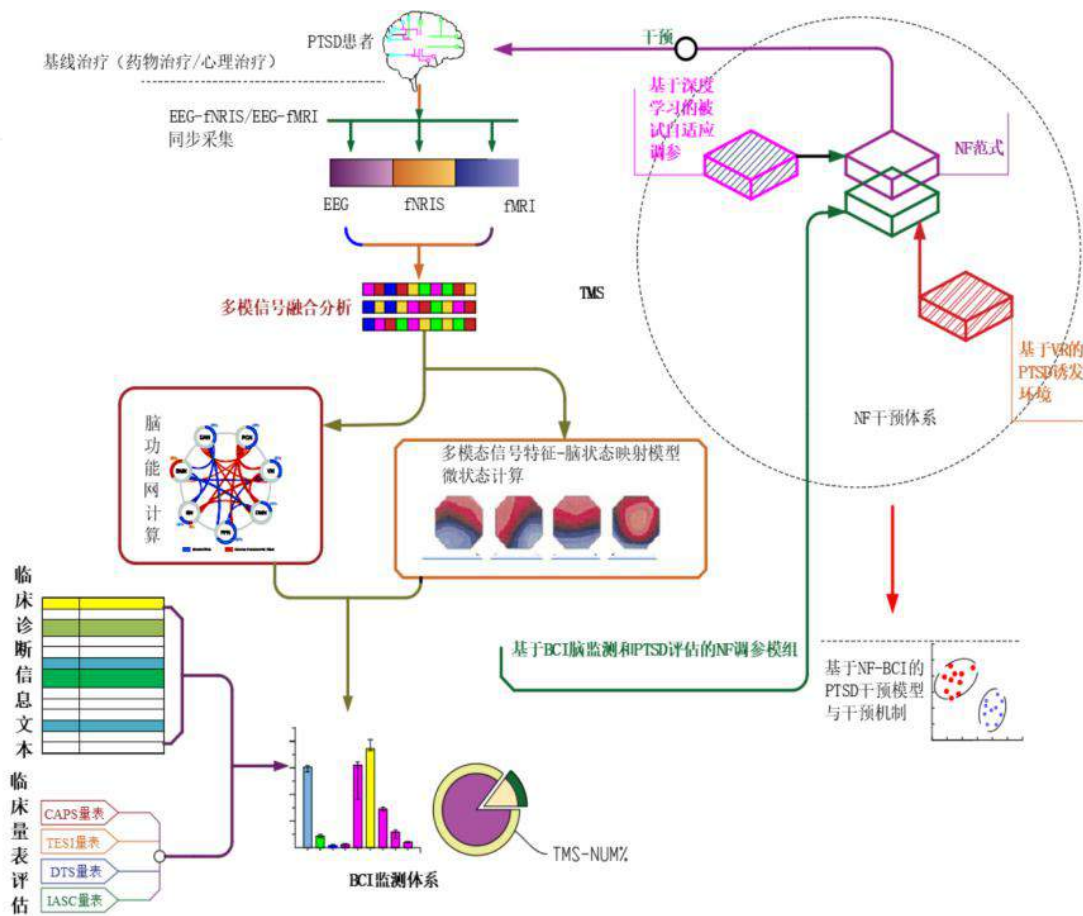 PTSD患者
基线治疗（药物治疗/心理治疗）
EEG-fNRIS/EEG-fMRI
同步采集
EEG
fNRIS
fMRI
多模信号融合分析
TMS
干预
基于深度
学习的被
试自适应
调参
NF范式
基于VR的
PTSD诱发
环境
NF干预体系
脑功能网计算
多模态信号特征-脑状态映射模型
微状态计算
临床诊断信息文本
基于BCI脑监测和PTSD评估的NF调参模组
基于NF-BCI的
PTSD干预模型
与干预机制
临床量表评估
CAPS量表
TESI量表
DTS量表
IASC量表
TMS-NUM%
BCI监测体系